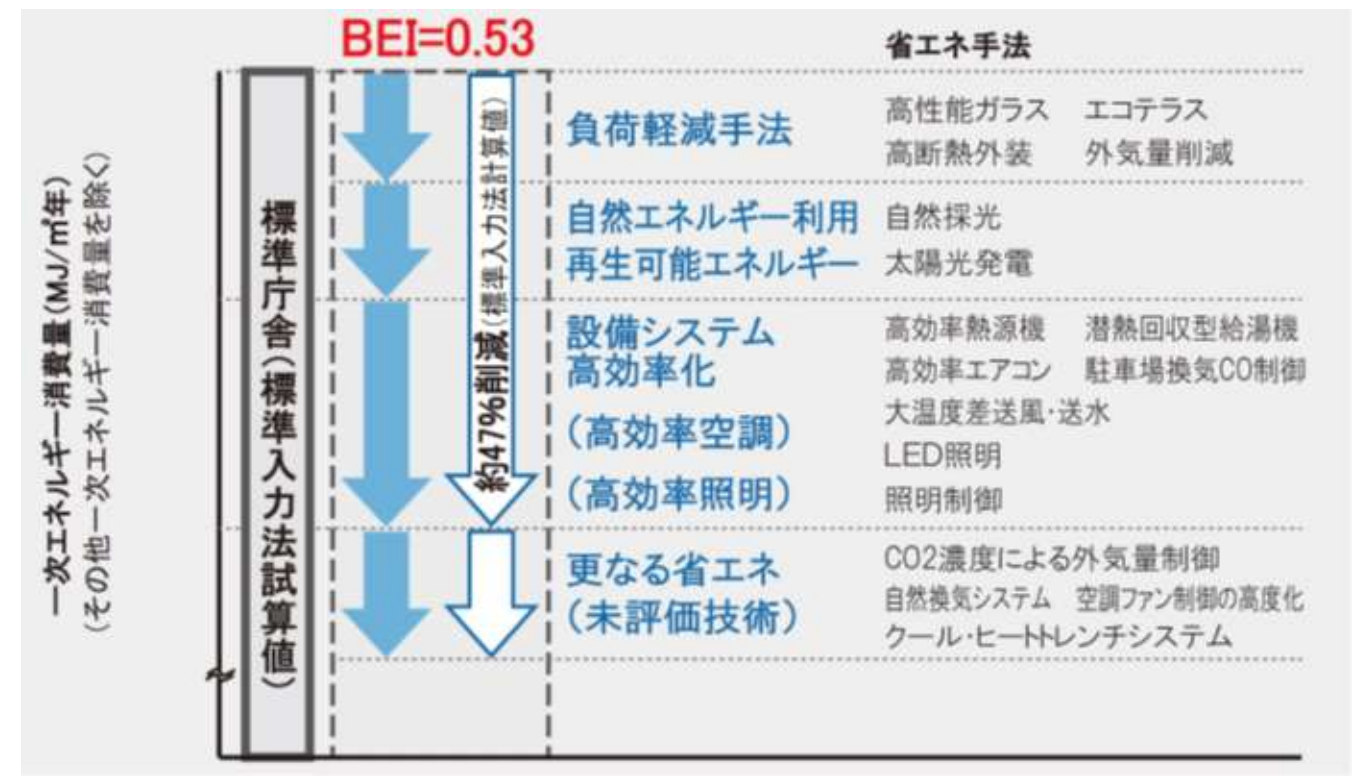 BEI=0.53
省エネ手法
一次エネルギー消費量(MJ/㎡年)
(その他一次エネルギー消費量を除く)
標準庁舎(標準入力法試算値)
約47%削減(標準入力法計算値)
負荷軽減手法
高性能ガラス エコテラス
高断熱外装 外気量削減
自然エネルギー利用
再生可能エネルギー
自然採光
太陽光発電
設備システム
高効率化
(高効率空調)
(高効率照明)
高効率熱源機 潜熱回収型給湯機
高効率エアコン 駐車場換気CO制御
大温度差送風・送水
LED照明
照明制御
更なる省エネ
(未評価技術)
CO2濃度による外気量制御
自然換気システム 空調ファン制御の高度化
クール・ヒートトレンチシステム